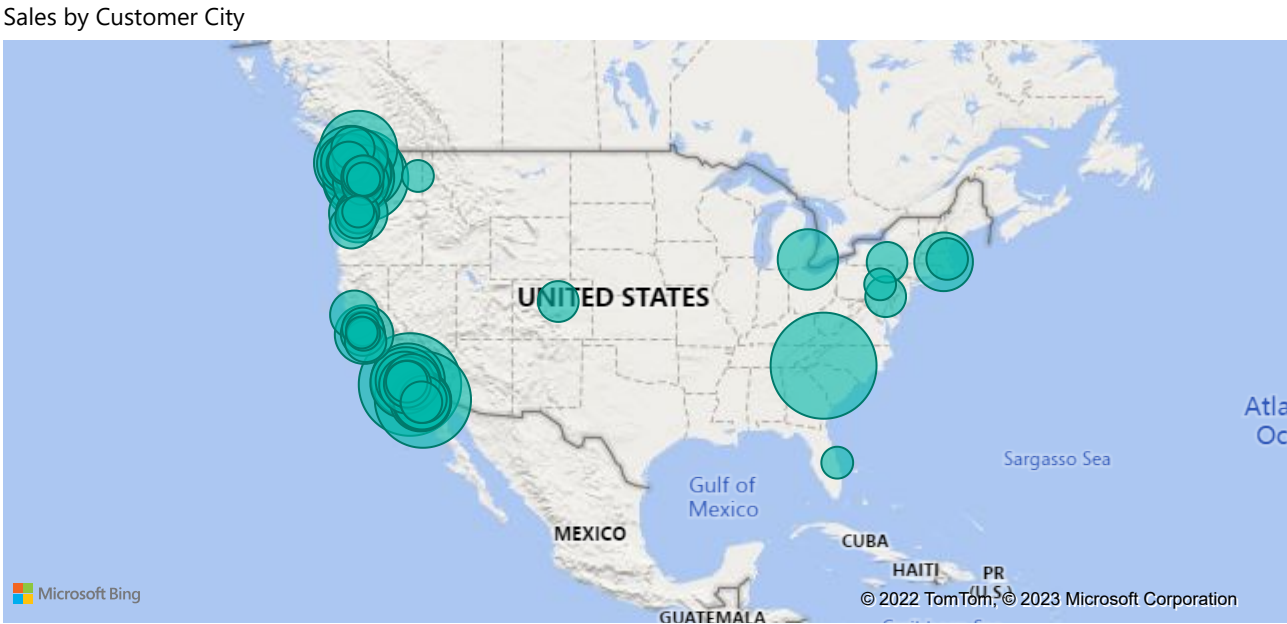 Sales by Customer City
UNITED STATES
Atla
Oc
Sargasso Sea
Gulf of
Mexico
MEXICO
CUBA
HAITI
PR
(U.S.)
Microsoft Bing
© 2022 TomTom, © 2023 Microsoft Corporation
GUATEMALA